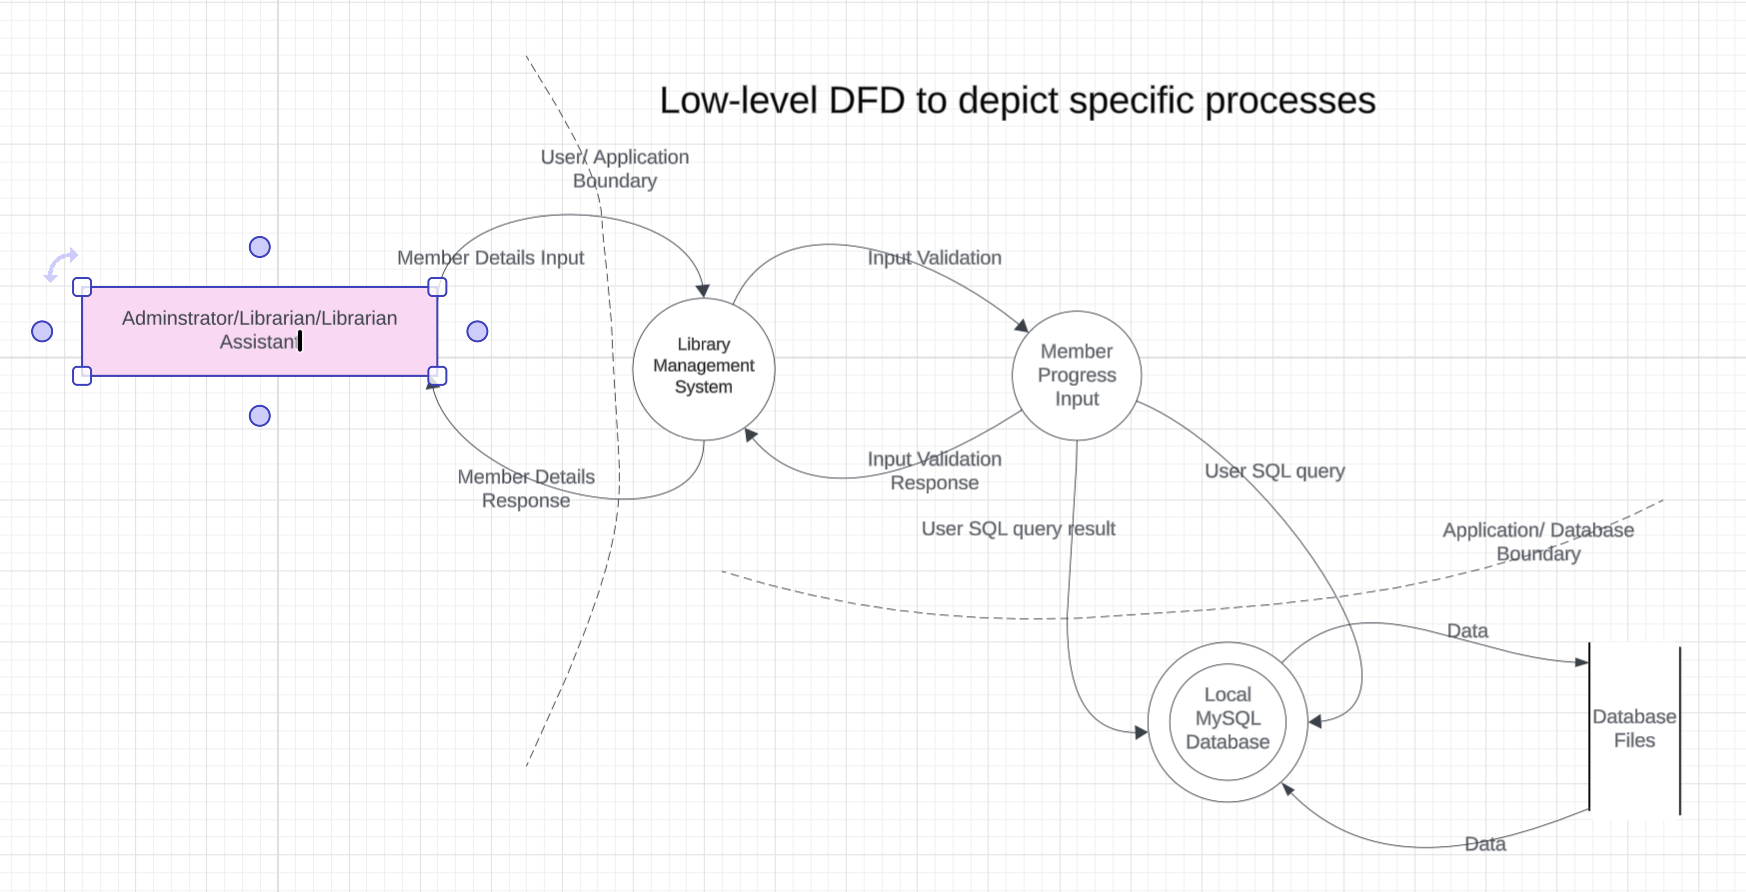 Low-level DFD to depict specific processes
User/ Application
Boundary
Member Details Input
Input Validation
Adminstrator/Librarian/Librarian
Assistant
Library
Management
System
Member
Progress
Input
Member Details
Response
Input Validation
Response
User SQL query
User SQL query result
Application/ Database
Boundary
Data
Local
MySQL
Database
Database
Files
Data